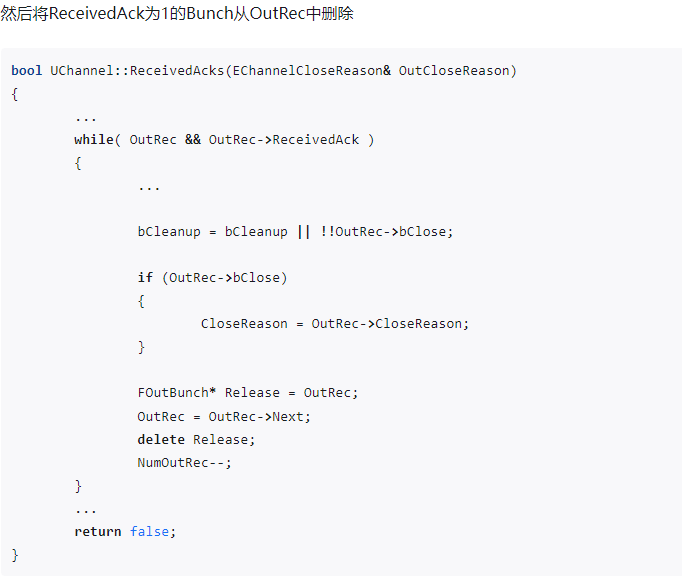 然后将ReceivedAck为1的Bunch从OutRec中删除
bool UChannel::ReceivedAcks(EChannelCloseReason& OutCloseReason)
{
...
while( OutRec && OutRec->ReceivedAck )
{
...
bCleanup = bCleanup || !!OutRec->bClose;
if (OutRec->bClose)
{
CloseReason = OutRec->CloseReason;
}
FOutBunch* Release = OutRec;
OutRec = OutRec->Next;
delete Release;
NumOutRec--;
}
...
return false;
}